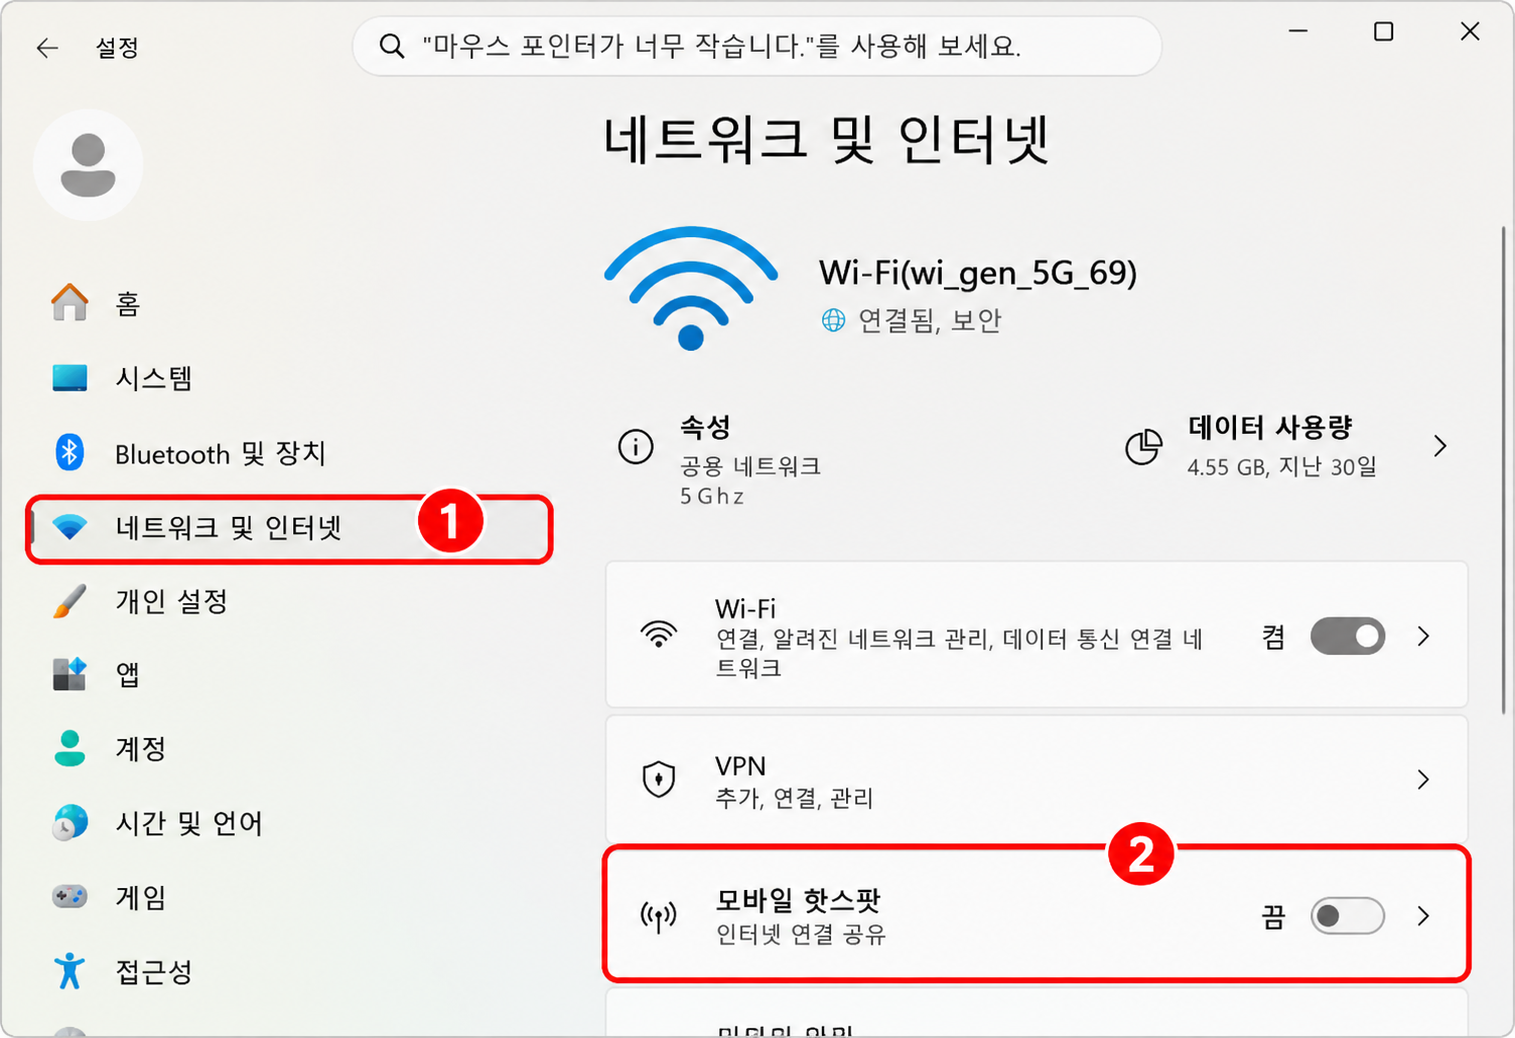 설정
"마우스 포인터가 너무 작습니다."를 사용해 보세요.
홈
시스템
Bluetooth 및 장치
네트워크 및 인터넷
1
개인 설정
앱
계정
시간 및 언어
게임
접근성
네트워크 및 인터넷
Wi-Fi(wi_gen_5G_69)
연결됨, 보안
속성
공용 네트워크
5Ghz
데이터 사용량
4.55 GB, 지난 30일
Wi-Fi
연결, 알려진 네트워크 관리, 데이터 통신 연결 네
트워크
켬
VPN
추가, 연결, 관리
2
모바일 핫스팟
인터넷 연결 공유
끔